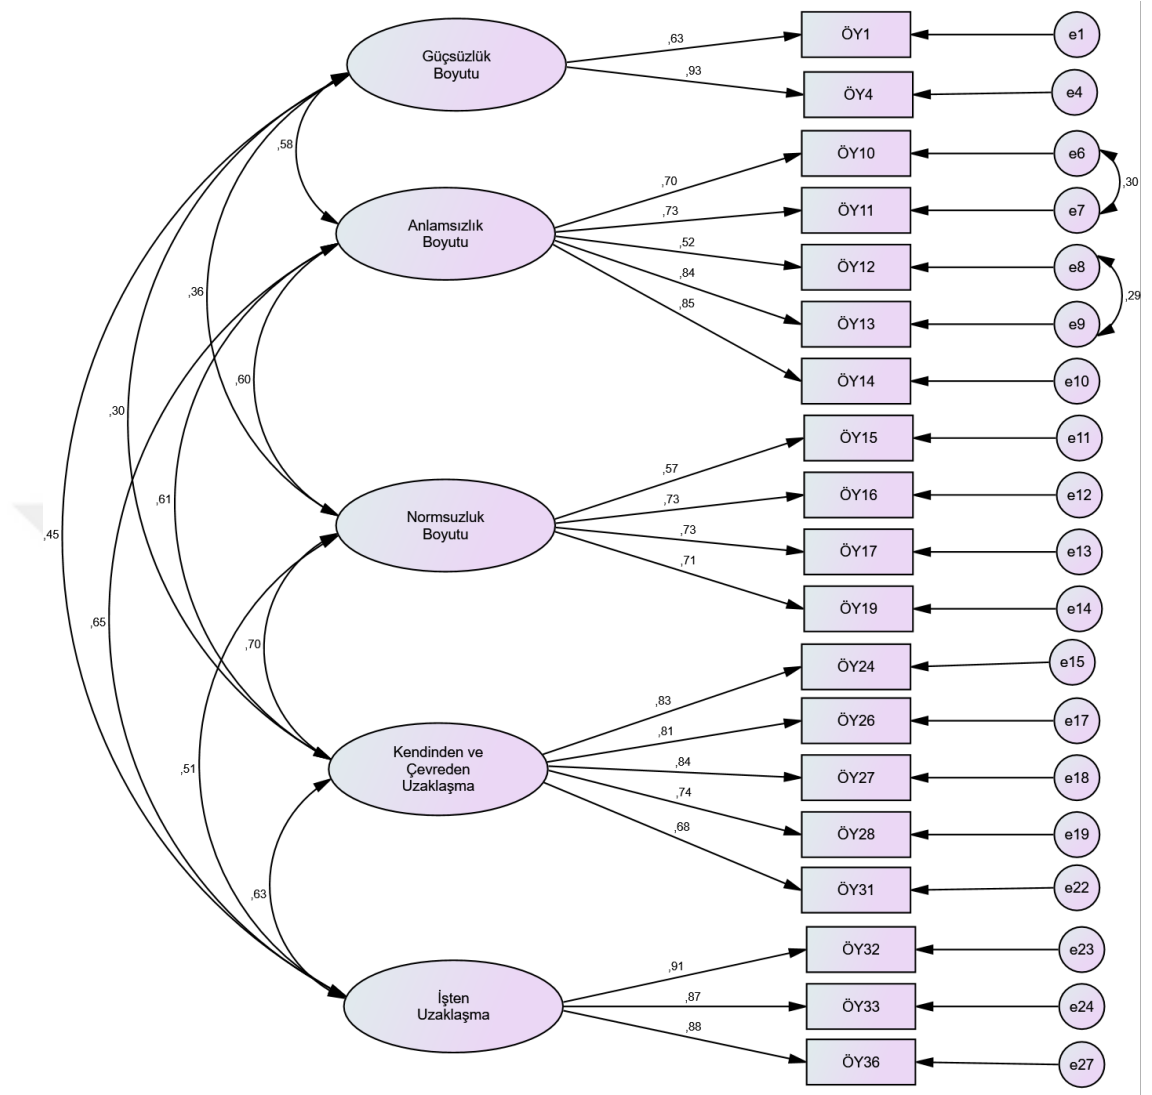 Güçsüzlük
Boyutu
,63
ÖY1
e1
,93
ÖY4
e4
,58
ÖY10
e6
,70
,30
Anlamsızlık
Boyutu
,73
ÖY11
e7
,52
ÖY12
e8
,84
,29
,36
,85
ÖY13
e9
,60
ÖY14
e10
,30
ÖY15
e11
,57
,61
,73
ÖY16
e12
Normsuzluk
Boyutu
,45
,73
ÖY17
e13
,71
ÖY19
e14
,65
,70
ÖY24
e15
,83
,81
ÖY26
e17
Kendinden ve
Çevreden
Uzaklaşma
,51
,84
ÖY27
e18
,74
ÖY28
e19
,68
ÖY31
e22
,63
ÖY32
e23
,91
İşten
Uzaklaşma
,87
ÖY33
e24
,88
ÖY36
e27